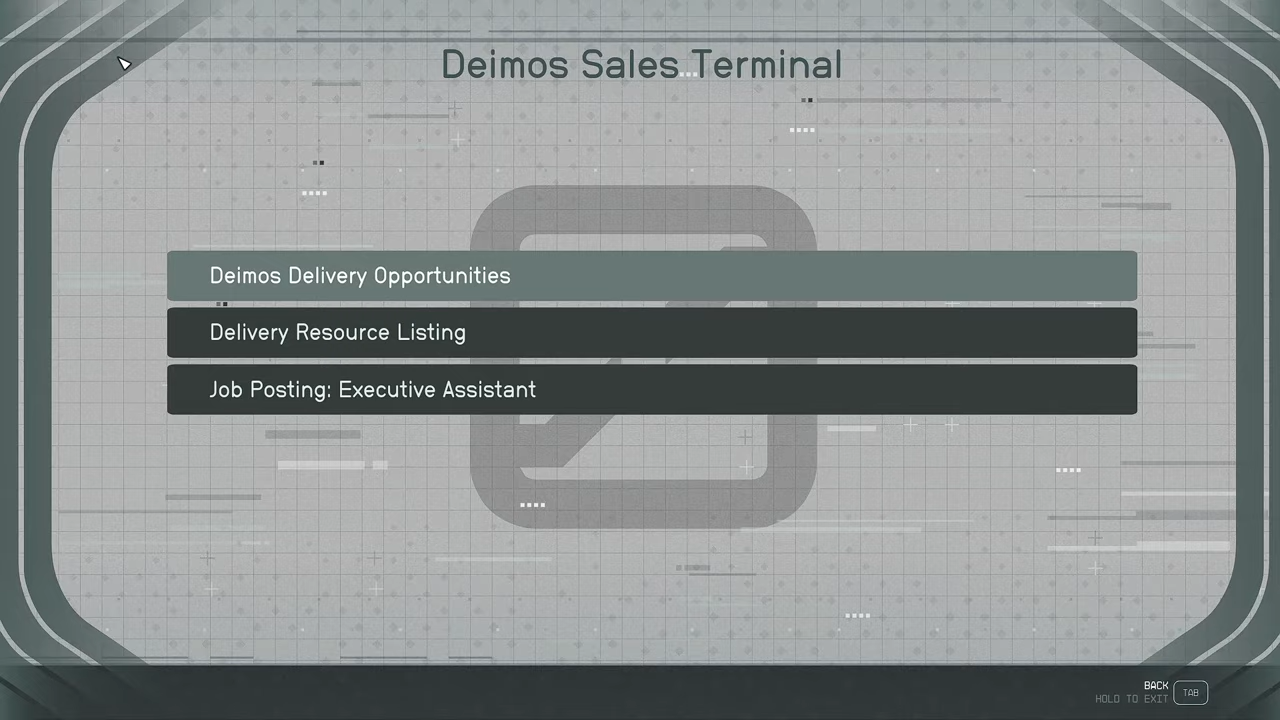 Deimos Sales Terminal
Deimos Delivery Opportunities
Delivery Resource Listing
Job Posting: Executive Assistant
BACK
HOLD TO EXIT
TAB